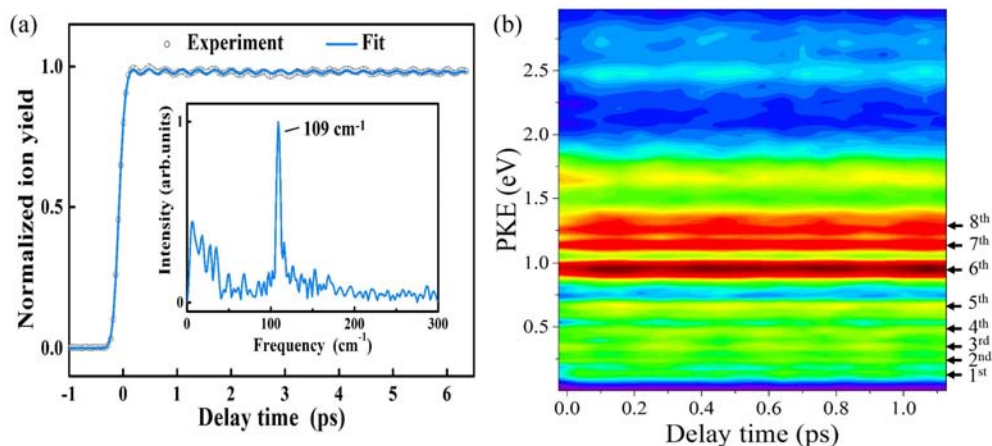 (a)
Experiment
Fit
Normalized ion yield
1.0
0.5
0.0
Intensity (arb.units)
1
0
109 cm⁻¹
0 100 200 300
Frequency (cm⁻¹)
-1 0 1 2 3 4 5 6
Delay time (ps)
(b)
PKE (eV)
2.5
2.0
1.5
1.0
0.5
8th
7th
6th
5th
4th
3rd
2nd
1st
0.0 0.2 0.4 0.6 0.8 1.0
Delay time (ps)